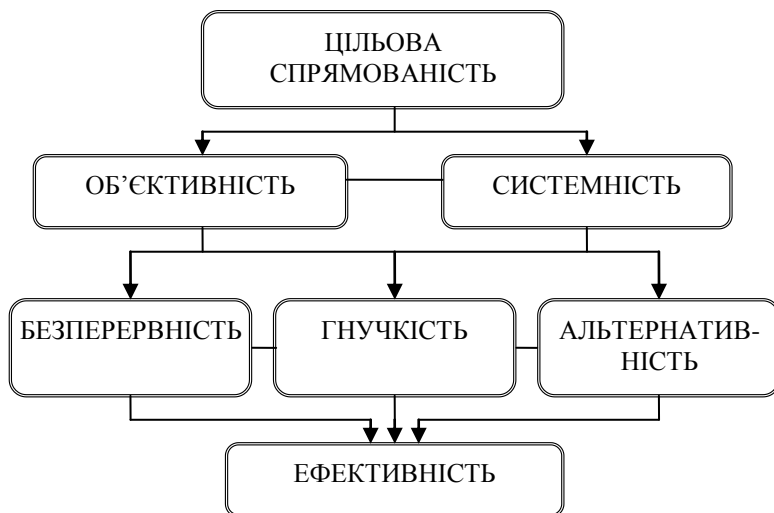 ЦІЛЬОВА
СПРЯМОВАНІСТЬ
ОБ’ЄКТИВНІСТЬ
СИСТЕМНІСТЬ
БЕЗПЕРЕРВНІСТЬ
ГНУЧКІСТЬ
АЛЬТЕРНАТИВ-
НІСТЬ
ЕФЕКТИВНІСТЬ